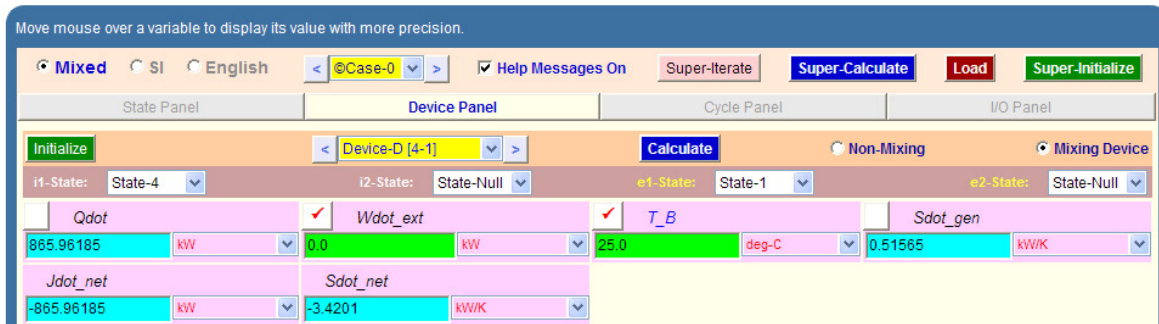 Move mouse over a variable to display its value with more precision.
Mixed SI English < ©Case-0 > Help Messages On Super-Iterate Super-Calculate Load Super-Initialize
State Panel Device Panel Cycle Panel I/O Panel
Initialize < Device-D [4-1] > Calculate Non-Mixing Mixing Device
i1-State: State-4 i2-State: State-Null e1-State: State-1 e2-State: State-Null
Qdot Wdot_ext T_B Sdot_gen
865.96185 kW 0.0 kW 25.0 deg-C 0.51565 kW/K
Jdot_net Sdot_net
-865.96185 kW -3.4201 kW/K